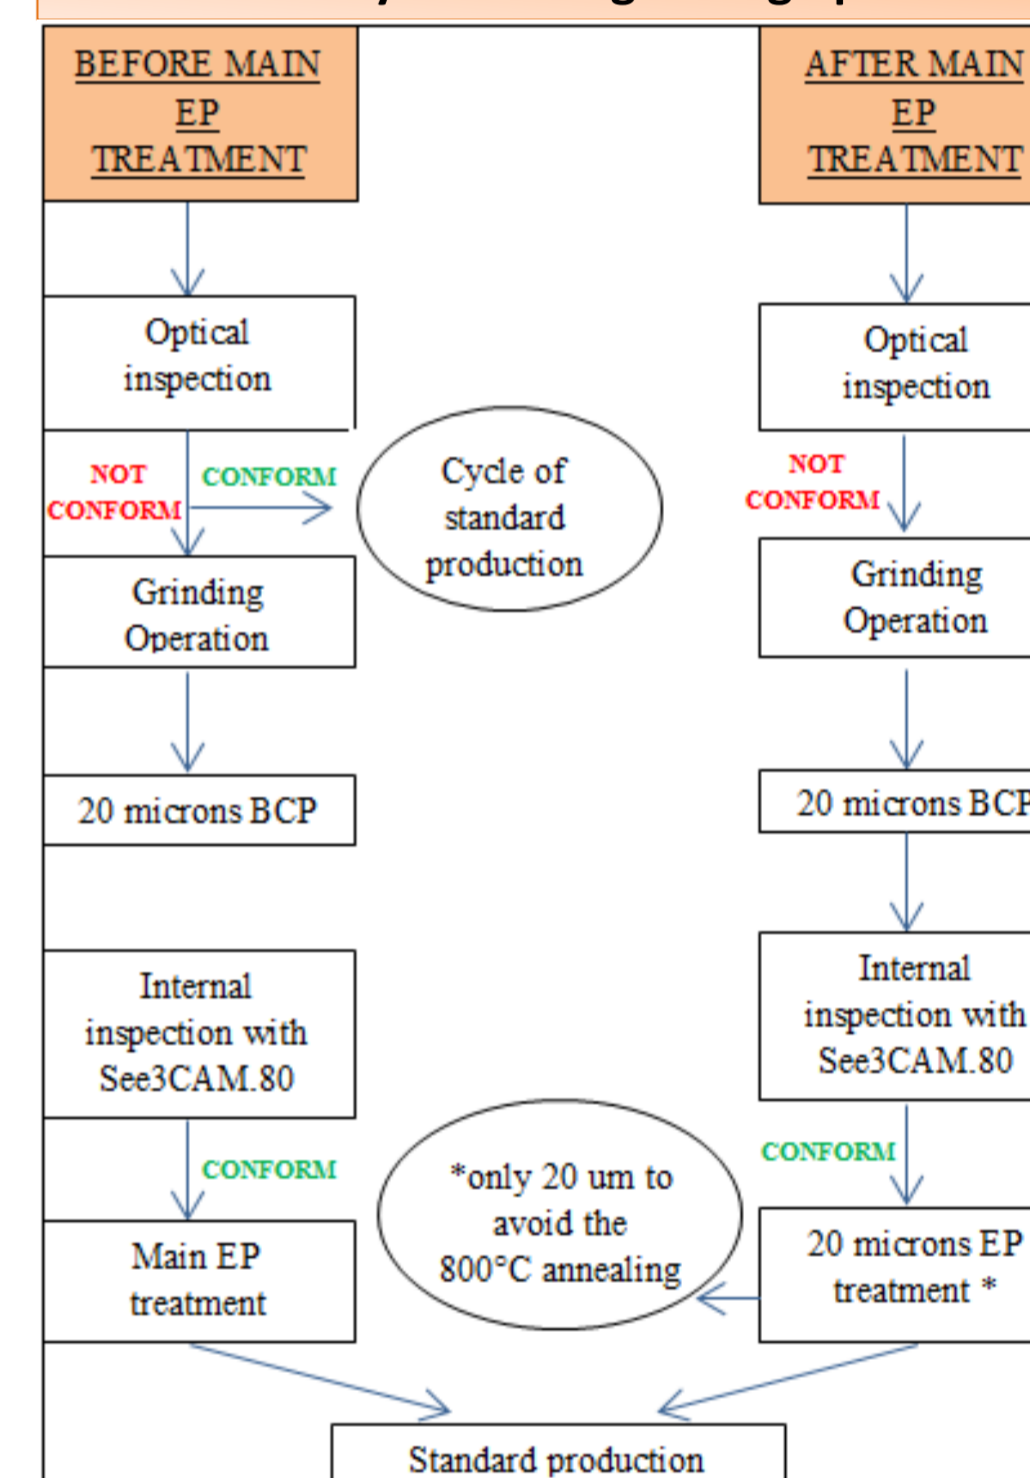 BEFORE MAIN
EP
TREATMENT
Optical
inspection
NOT
CONFORM
CONFORM
Cycle of
standard
production
Grinding
Operation
20 microns BCP
Internal
inspection with
See3CAM.80
CONFORM
Main EP
treatment
AFTER MAIN
EP
TREATMENT
Optical
inspection
NOT
CONFORM
Grinding
Operation
20 microns BCP
Internal
inspection with
See3CAM.80
CONFORM
*only 20 um to
avoid the
800°C annealing
20 microns EP
treatment *
Standard production